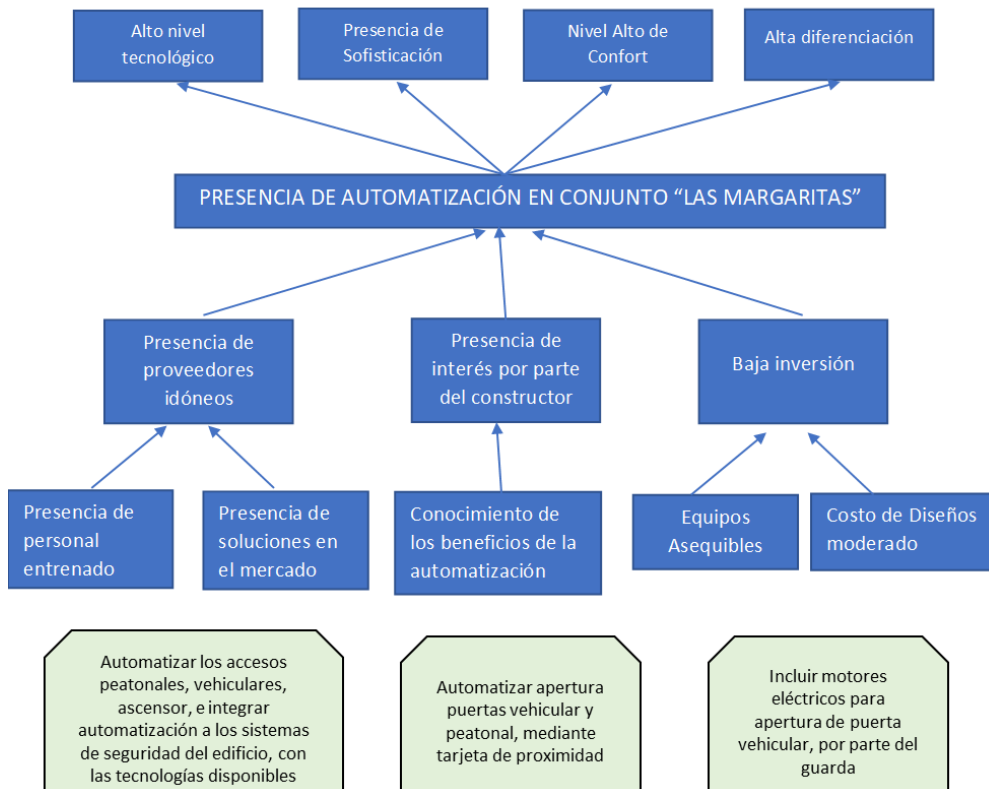 Alto nivel
tecnológico
Presencia de
Sofisticación
Nivel Alto de
Confort
Alta diferenciación
PRESENCIA DE AUTOMATIZACIÓN EN CONJUNTO “LAS MARGARITAS”
Presencia de
proveedores
idóneos
Presencia de
interés por parte
del constructor
Baja inversión
Presencia de
personal
entrenado
Presencia de
soluciones en
el mercado
Conocimiento de
los beneficios de la
automatización
Equipos
Asequibles
Costo de Diseños
moderado
Automatizar los accesos
peatonales, vehiculares,
ascensor, e integrar
automatización a los sistemas
de seguridad del edificio, con
las tecnologías disponibles
Automatizar apertura
puertas vehicular y
peatonal, mediante
tarjeta de proximidad
Incluir motores
eléctricos para
apertura de puerta
vehicular, por parte del
guarda